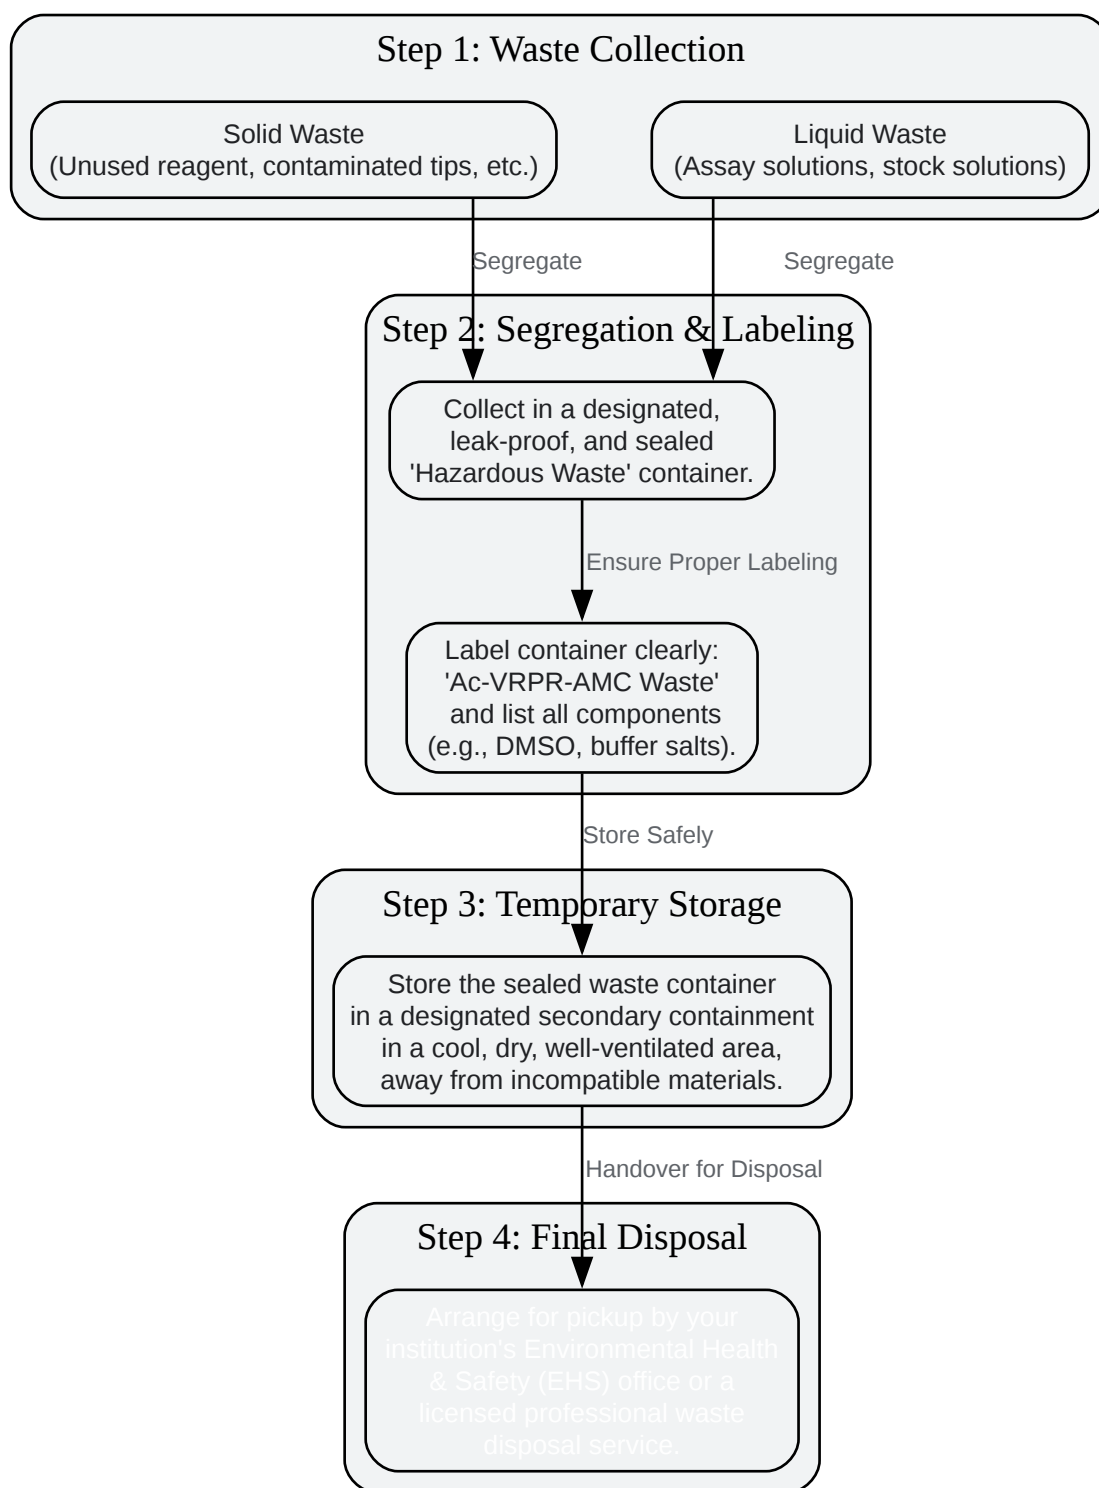 Step 1: Waste Collection
Solid Waste
(Unused reagent, contaminated tips, etc.)
Liquid Waste
(Assay solutions, stock solutions)
Segregate
Segregate
Step 2: Segregation & Labeling
Collect in a designated,
leak-proof, and sealed
'Hazardous Waste' container.
Ensure Proper Labeling
Label container clearly:
'Ac-VRPR-AMC Waste'
and list all components
(e.g., DMSO, buffer salts).
Store Safely
Step 3: Temporary Storage
Store the sealed waste container
in a designated secondary containment
in a cool, dry, well-ventilated area,
away from incompatible materials.
Handover for Disposal
Step 4: Final Disposal
Arrange for pickup by your
institution's Environmental Health
& Safety (EHS) office or a
licensed professional waste
disposal service.